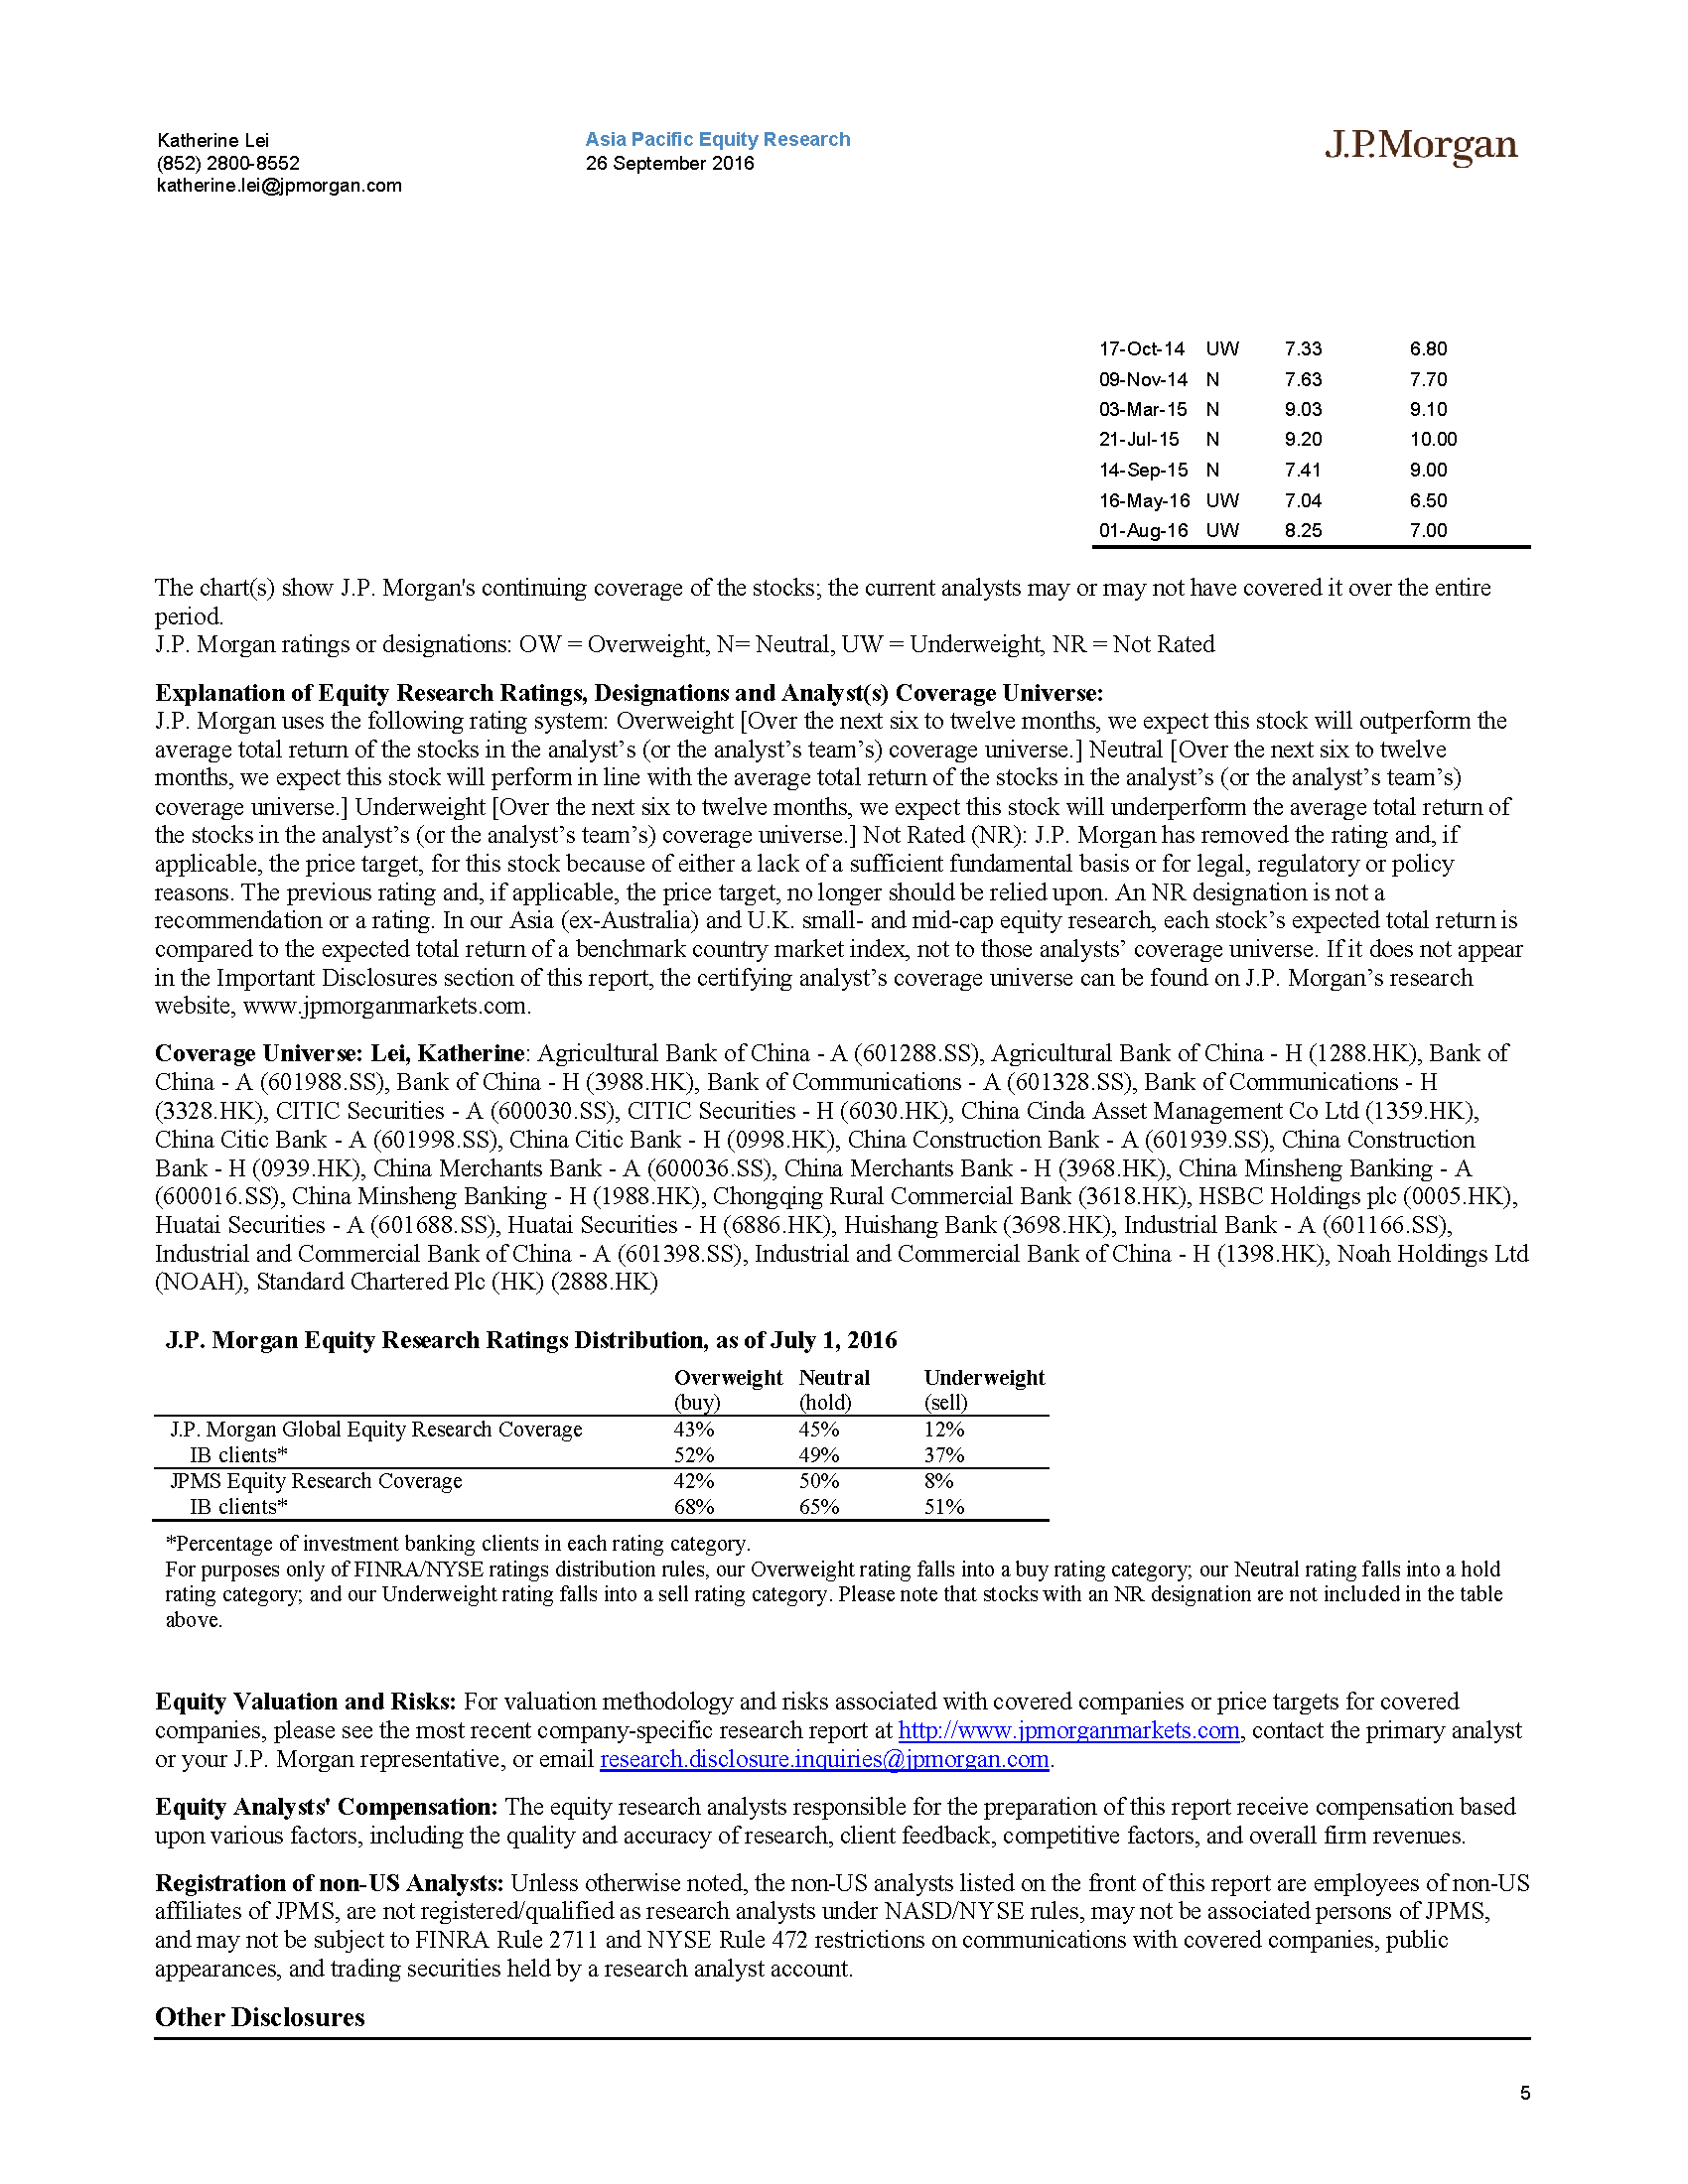 Katherine Lei
(852) 2800-8552
katherine.lei@jpmorgan.com
Asia Pacific Equity Research
26 September 2016
J.P.Morgan
17-Oct-14 UW 7.33 6.80
09-Nov-14 N 7.63 7.70
03-Mar-15 N 9.03 9.10
21-Jul-15 N 9.20 10.00
14-Sep-15 N 7.41 9.00
16-May-16 UW 7.04 6.50
01-Aug-16 UW 8.25 7.00
The chart(s) show J.P. Morgan's continuing coverage of the stocks; the current analysts may or may not have covered it over the entire
period.
J.P. Morgan ratings or designations: OW = Overweight, N= Neutral, UW = Underweight, NR = Not Rated
Explanation of Equity Research Ratings, Designations and Analyst(s) Coverage Universe:
J.P. Morgan uses the following rating system: Overweight [Over the next six to twelve months, we expect this stock will outperform the
average total return of the stocks in the analyst’s (or the analyst’s team’s) coverage universe.] Neutral [Over the next six to twelve
months, we expect this stock will perform in line with the average total return of the stocks in the analyst’s (or the analyst’s team’s)
coverage universe.] Underweight [Over the next six to twelve months, we expect this stock will underperform the average total return of
the stocks in the analyst’s (or the analyst’s team’s) coverage universe.] Not Rated (NR): J.P. Morgan has removed the rating and, if
applicable, the price target, for this stock because of either a lack of a sufficient fundamental basis or for legal, regulatory or policy
reasons. The previous rating and, if applicable, the price target, no longer should be relied upon. An NR designation is not a
recommendation or a rating. In our Asia (ex-Australia) and U.K. small- and mid-cap equity research, each stock’s expected total return is
compared to the expected total return of a benchmark country market index, not to those analysts’ coverage universe. If it does not appear
in the Important Disclosures section of this report, the certifying analyst’s coverage universe can be found on J.P. Morgan’s research
website, www.jpmorganmarkets.com.
Coverage Universe: Lei, Katherine: Agricultural Bank of China - A (601288.SS), Agricultural Bank of China - H (1288.HK), Bank of
China - A (601988.SS), Bank of China - H (3988.HK), Bank of Communications - A (601328.SS), Bank of Communications - H
(3328.HK), CITIC Securities - A (600030.SS), CITIC Securities - H (6030.HK), China Cinda Asset Management Co Ltd (1359.HK),
China Citic Bank - A (601998.SS), China Citic Bank - H (0998.HK), China Construction Bank - A (601939.SS), China Construction
Bank - H (0939.HK), China Merchants Bank - A (600036.SS), China Merchants Bank - H (3968.HK), China Minsheng Banking - A
(600016.SS), China Minsheng Banking - H (1988.HK), Chongqing Rural Commercial Bank (3618.HK), HSBC Holdings plc (0005.HK),
Huatai Securities - A (601688.SS), Huatai Securities - H (6886.HK), Huishang Bank (3698.HK), Industrial Bank - A (601166.SS),
Industrial and Commercial Bank of China - A (601398.SS), Industrial and Commercial Bank of China - H (1398.HK), Noah Holdings Ltd
(NOAH), Standard Chartered Plc (HK) (2888.HK)
J.P. Morgan Equity Research Ratings Distribution, as of July 1, 2016
Overweight Neutral Underweight
(buy) (hold) (sell)
J.P. Morgan Global Equity Research Coverage 43% 45% 12%
IB clients* 52% 49% 37%
JPMS Equity Research Coverage 42% 50% 8%
IB clients* 68% 65% 51%
*Percentage of investment banking clients in each rating category.
For purposes only of FINRA/NYSE ratings distribution rules, our Overweight rating falls into a buy rating category; our Neutral rating falls into a hold
rating category; and our Underweight rating falls into a sell rating category. Please note that stocks with an NR designation are not included in the table
above.
Equity Valuation and Risks: For valuation methodology and risks associated with covered companies or price targets for covered
companies, please see the most recent company-specific research report at http://www.jpmorganmarkets.com, contact the primary analyst
or your J.P. Morgan representative, or email research.disclosure.inquiries@jpmorgan.com.
Equity Analysts' Compensation: The equity research analysts responsible for the preparation of this report receive compensation based
upon various factors, including the quality and accuracy of research, client feedback, competitive factors, and overall firm revenues.
Registration of non-US Analysts: Unless otherwise noted, the non-US analysts listed on the front of this report are employees of non-US
affiliates of JPMS, are not registered/qualified as research analysts under NASD/NYSE rules, may not be associated persons of JPMS,
and may not be subject to FINRA Rule 2711 and NYSE Rule 472 restrictions on communications with covered companies, public
appearances, and trading securities held by a research analyst account.
Other Disclosures
5